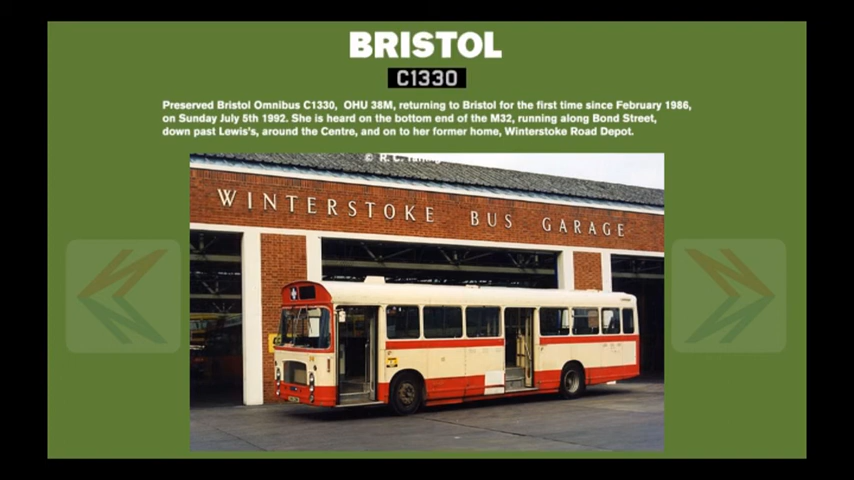 BRISTOL
C1330
Preserved Bristol Omnibus C1330, OHU 38M, returning to Bristol for the first time since February 1986,
on Sunday July 5th 1992. She is heard on the bottom end of the M32, running along Bond Street,
down past Lewis's, around the Centre, and on to her former home, Winterstoke Road Depot.
© R. C.
WINTERSTOKE BUS GARAGE